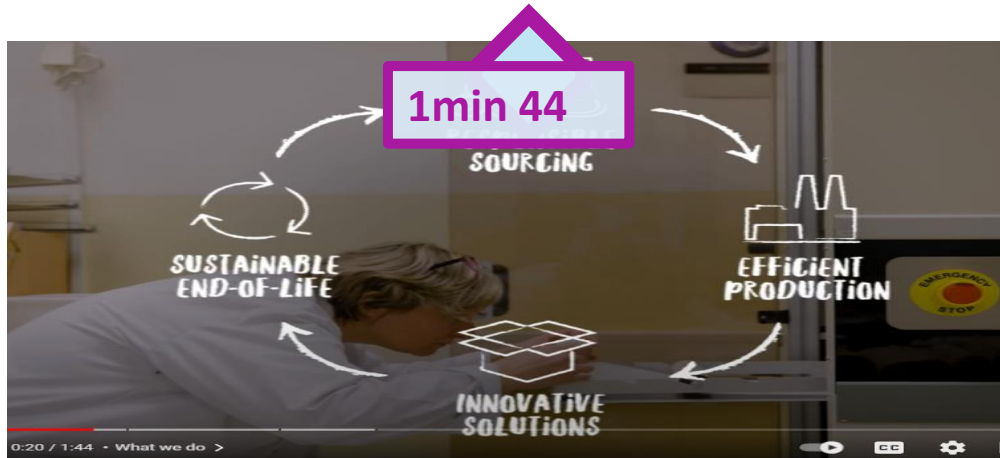 1min 44
SOURCING
SUSTAINABLE
END-OF-LIFE
EFFICIENT
PRODUCTION
EMERGENCY
STOP
INNOVATIVE
SOLUTIONS
0:20 / 1:44 • What we do >
CC